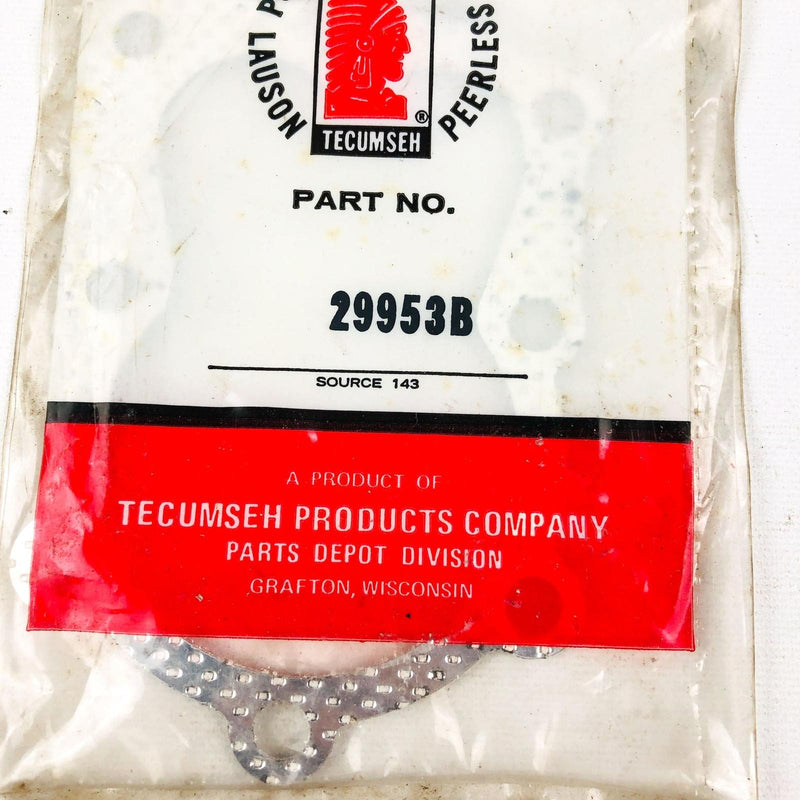 LAUSON
PEERLESS
®
TECUMSEH
PART NO.
29953B
SOURCE 143
A PRODUCT OF
TECUMSEH PRODUCTS COMPANY
PARTS DEPOT DIVISION
GRAFTON, WISCONSIN